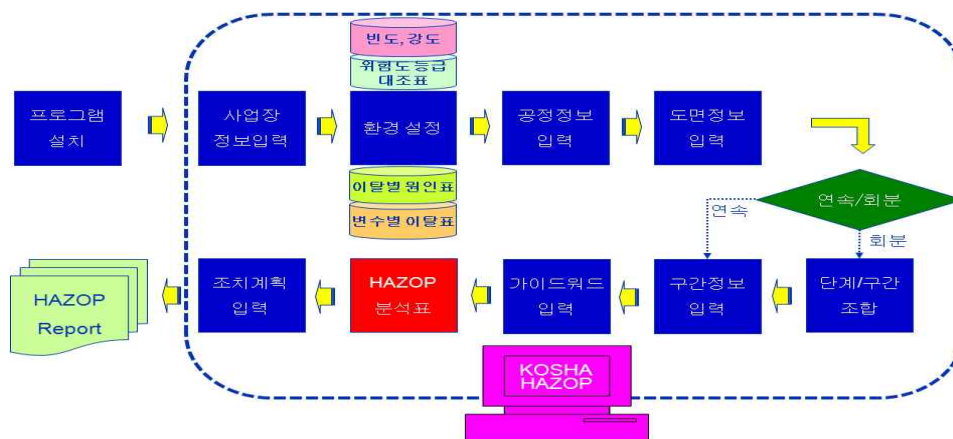 빈도, 강도
위험도 등급
대조표
프로그램
설치
사업장
정보입력
환경 설정
공정정보
입력
도면정보
입력
이탈별 원인표
변수별 이탈표
연속/회분
연속
회분
HAZOP
Report
조치계획
입력
HAZOP
분석표
가이드워드
입력
구간정보
입력
단계/구간
조합
KOSHA
HAZOP